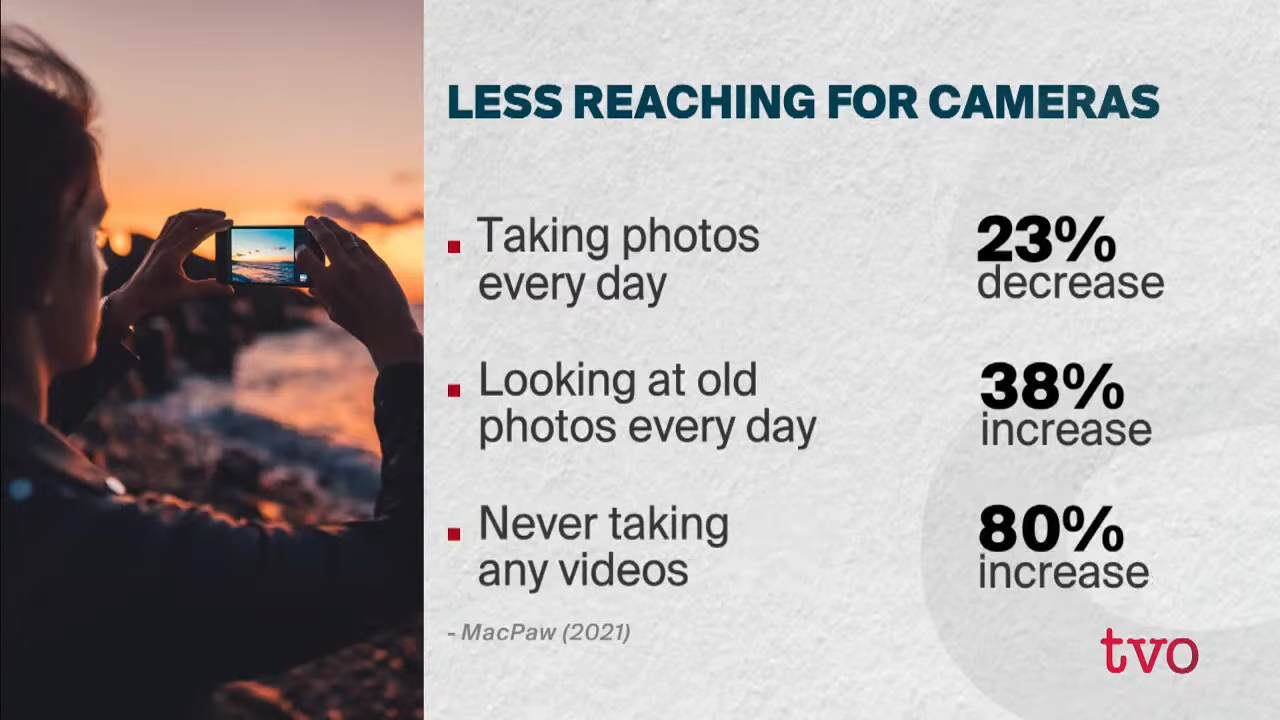 LESS REACHING FOR CAMERAS
Taking photos
every day
23%
decrease
Looking at old
photos every day
38%
increase
Never taking
any videos
80%
increase
- MacPaw (2021)
tvo